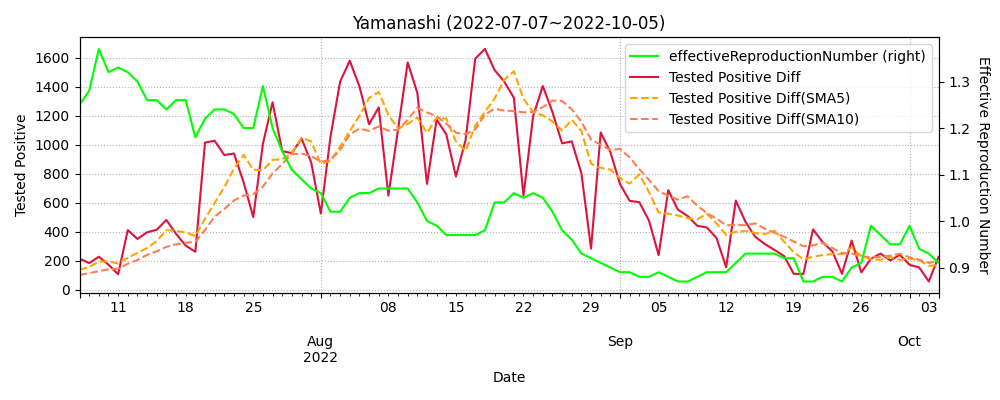 Yamanashi (2022-07-07~2022-10-05)
effectiveReproductionNumber (right)
Tested Positive Diff
Tested Positive Diff(SMA5)
Tested Positive Diff(SMA10)
Tested Positive
1600
1400
1200
1000
800
600
400
200
0
1.3
1.2
1.1
1.0
0.9
Effective Reproduction Number
11 18 25 08 15 22 29 05 12 19 26 03
Aug Sep Oct
2022
Date